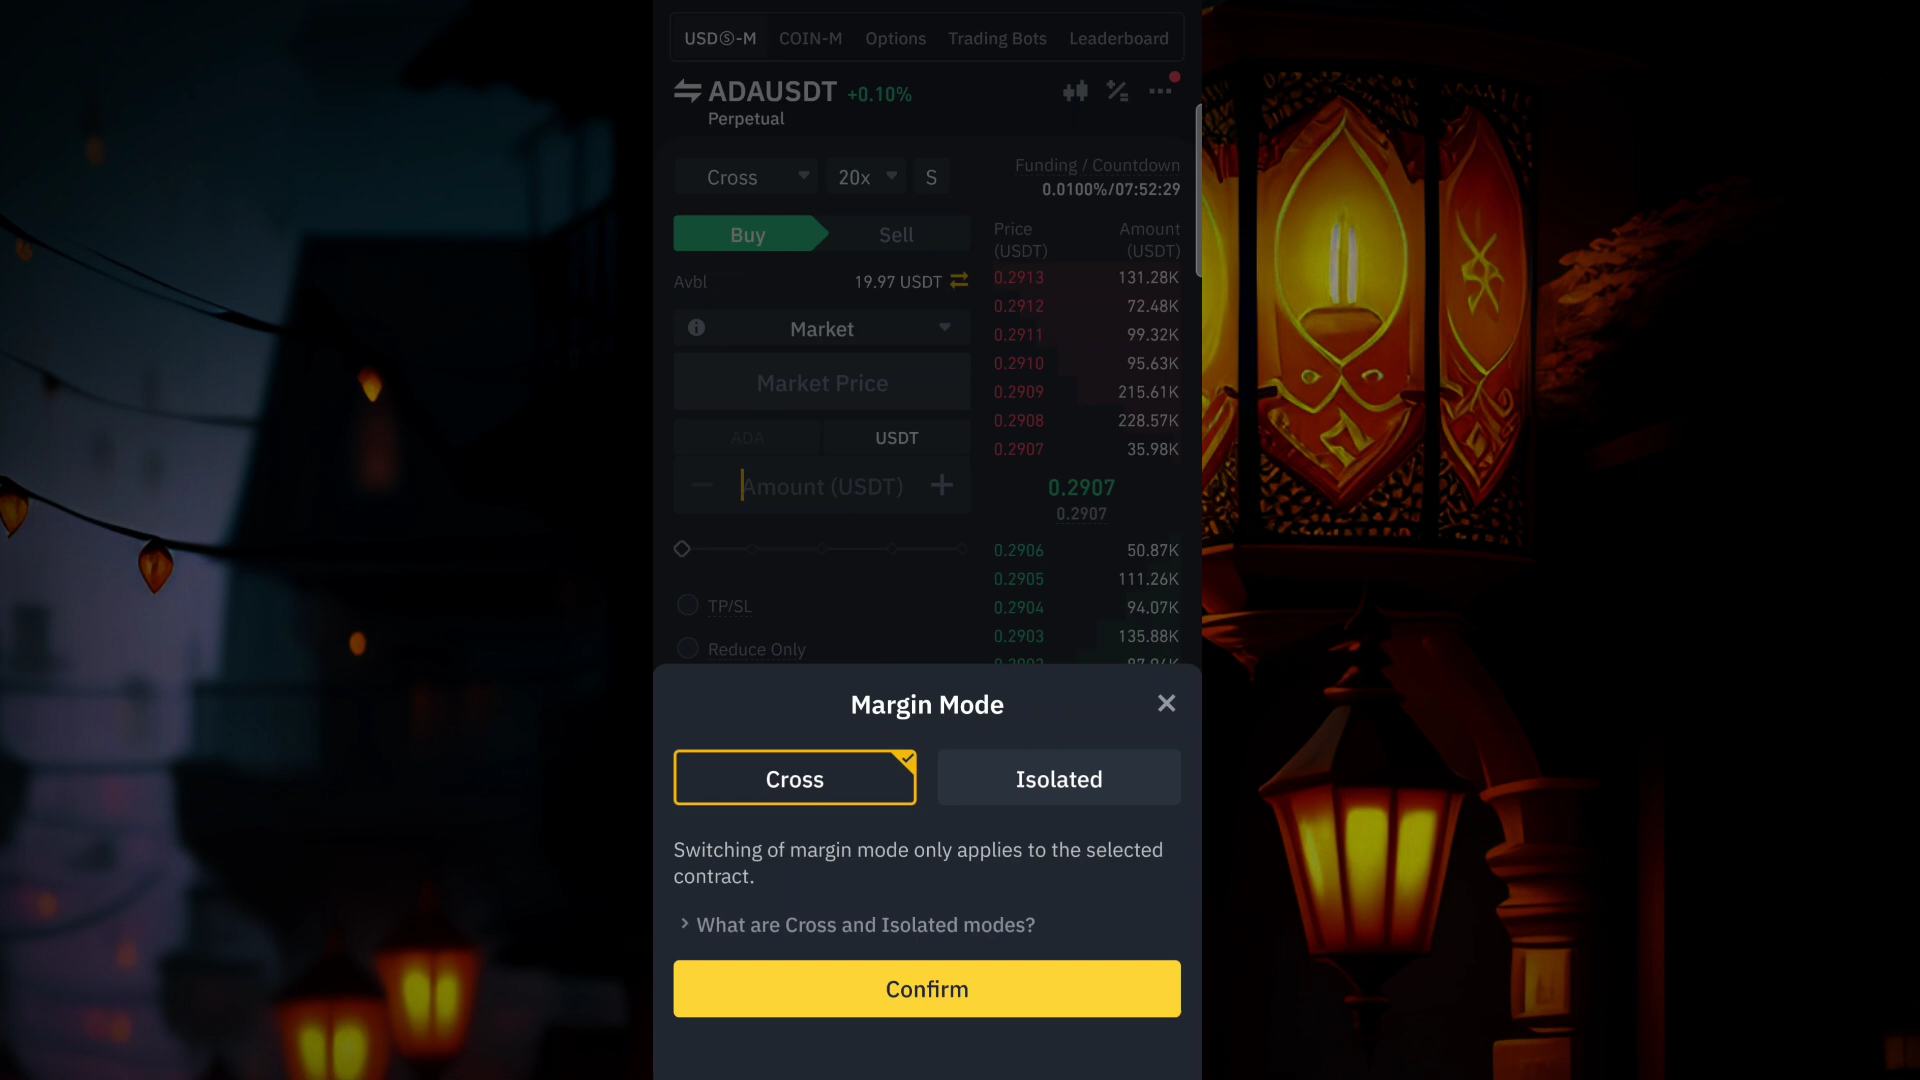 USDⓈ-M COIN-M Options Trading Bots Leaderboard
ADAUSDT +0.10%
Perpetual
Cross 20x S
Funding / Countdown
0.0100%/07:52:29
Buy Sell
Avbl 19.97 USDT
Market
Market Price
ADA USDT
Amount (USDT)
TP/SL
Reduce Only
Price Amount
(USDT) (USDT)
0.2913 131.28K
0.2912 72.48K
0.2911 99.32K
0.2910 95.63K
0.2909 215.61K
0.2908 228.57K
0.2907 35.98K
0.2907
0.2907
0.2906 50.87K
0.2905 111.26K
0.2904 94.07K
0.2903 135.88K
Margin Mode
Cross Isolated
Switching of margin mode only applies to the selected
contract.
What are Cross and Isolated modes?
Confirm